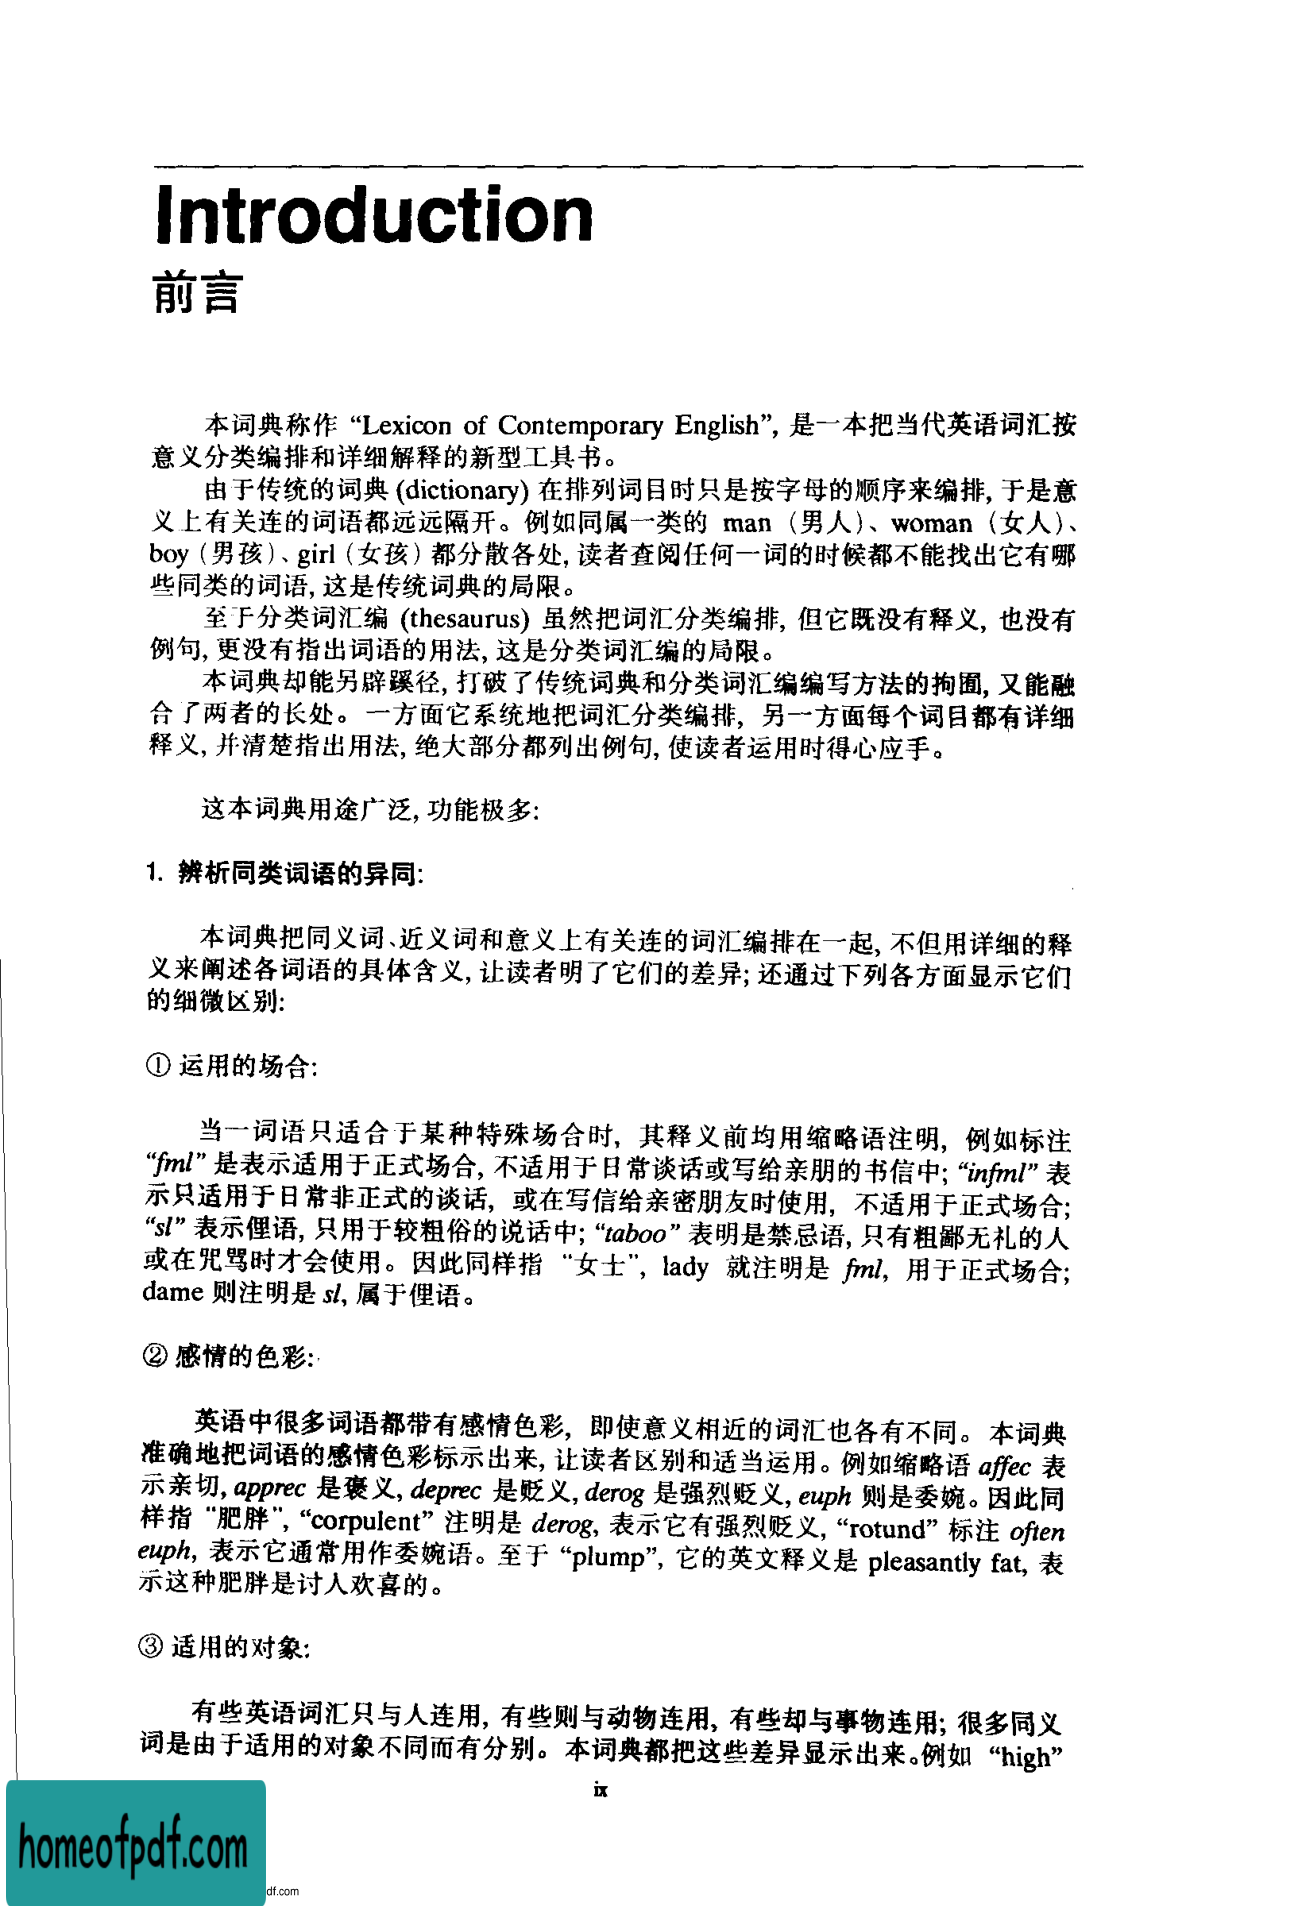 Introduction
前言
本词典称作 “Lexicon of Contemporary English”, 是一本把当代英语词汇按
意义分类编排和详细解释的新型工具书。
由于传统的词典 (dictionary) 在排列词目时只是按字母的顺序来编排, 于是意
义上有关连的词语都远远隔开。例如同属一类的 man (男人)、woman (女人)、
boy (男孩)、girl (女孩) 都分散各处, 读者查阅任何一词的时候都不能找出它有哪
些同类的词语, 这是传统词典的局限。
至于分类词汇编 (thesaurus) 虽然把词汇分类编排, 但它既没有释义, 也没有
例句, 更没有指出词语的用法, 这是分类词汇编的局限。
本词典却能另辟蹊径, 打破了传统词典和分类词汇编编写方法的拘囿, 又能融
合了两者的长处。一方面它系统地把词汇分类编排, 另一方面每个词目都有详细
释义, 并清楚指出用法, 绝大部分都列出例句, 使读者运用时得心应手。
这本词典用途广泛, 功能极多:
1. 辨析同类词语的异同:
本词典把同义词、近义词和意义上有关连的词汇编排在一起, 不但用详细的释
义来阐述各词语的具体含义, 让读者明了它们的差异; 还通过下列各方面显示它们
的细微区别:
① 运用的场合:
当一词语只适合于某种特殊场合时, 其释义前均用缩略语注明, 例如标注
“fml” 是表示适用于正式场合, 不适用于日常谈话或写给亲朋的书信中; “infml” 表
示只适用于日常非正式的谈话, 或在写信给亲密朋友时使用, 不适用于正式场合;
“sl” 表示俚语, 只用于较粗俗的说话中; “taboo” 表明是禁忌语, 只有粗鄙无礼的人
或在咒骂时才会使用。因此同样指 “女士”, lady 就注明是 fml, 用于正式场合;
dame 则注明是 sl, 属于俚语。
② 感情的色彩:
英语中很多词语都带有感情色彩, 即使意义相近的词汇也各有不同。本词典
准确地把词语的感情色彩标示出来, 让读者区别和适当运用。例如缩略语 affec 表
示亲切, apprec 是褒义, deprec 是贬义, derog 是强烈贬义, euph 则是委婉。因此同
样指 “肥胖”, “corpulent” 注明是 derog, 表示它有强烈贬义, “rotund” 标注 often
euph, 表示它通常用作委婉语。至于 “plump”, 它的英文释义是 pleasantly fat, 表
示这种肥胖是讨人欢喜的。
③ 适用的对象:
有些英语词汇只与人连用, 有些则与动物连用, 有些却与事物连用; 很多同义
词是由于适用的对象不同而有分别。本词典都把这些差异显示出来。例如 “high”
ix
homeofpdf.com
df.com